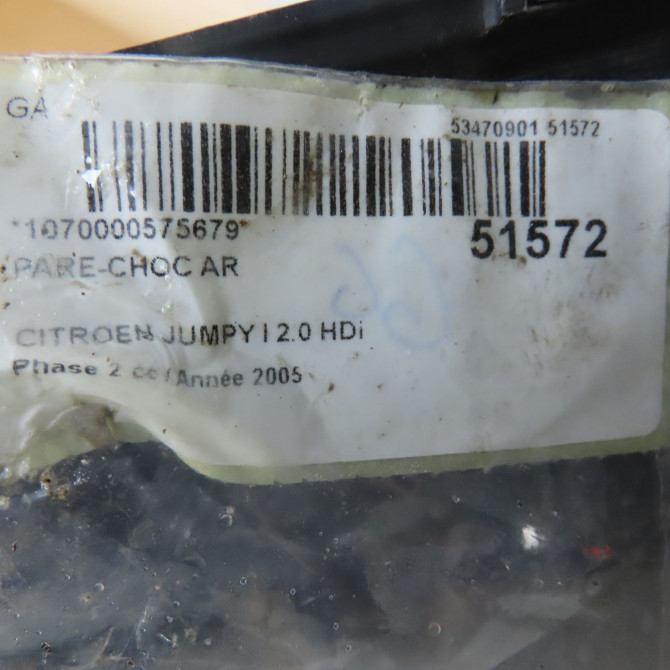 GA
53470901 51572
*1070000575679*
51572
PARE-CHOC AR
CITROEN JUMPY I 2.0 HDi
Phase 2 cc / Année 2005